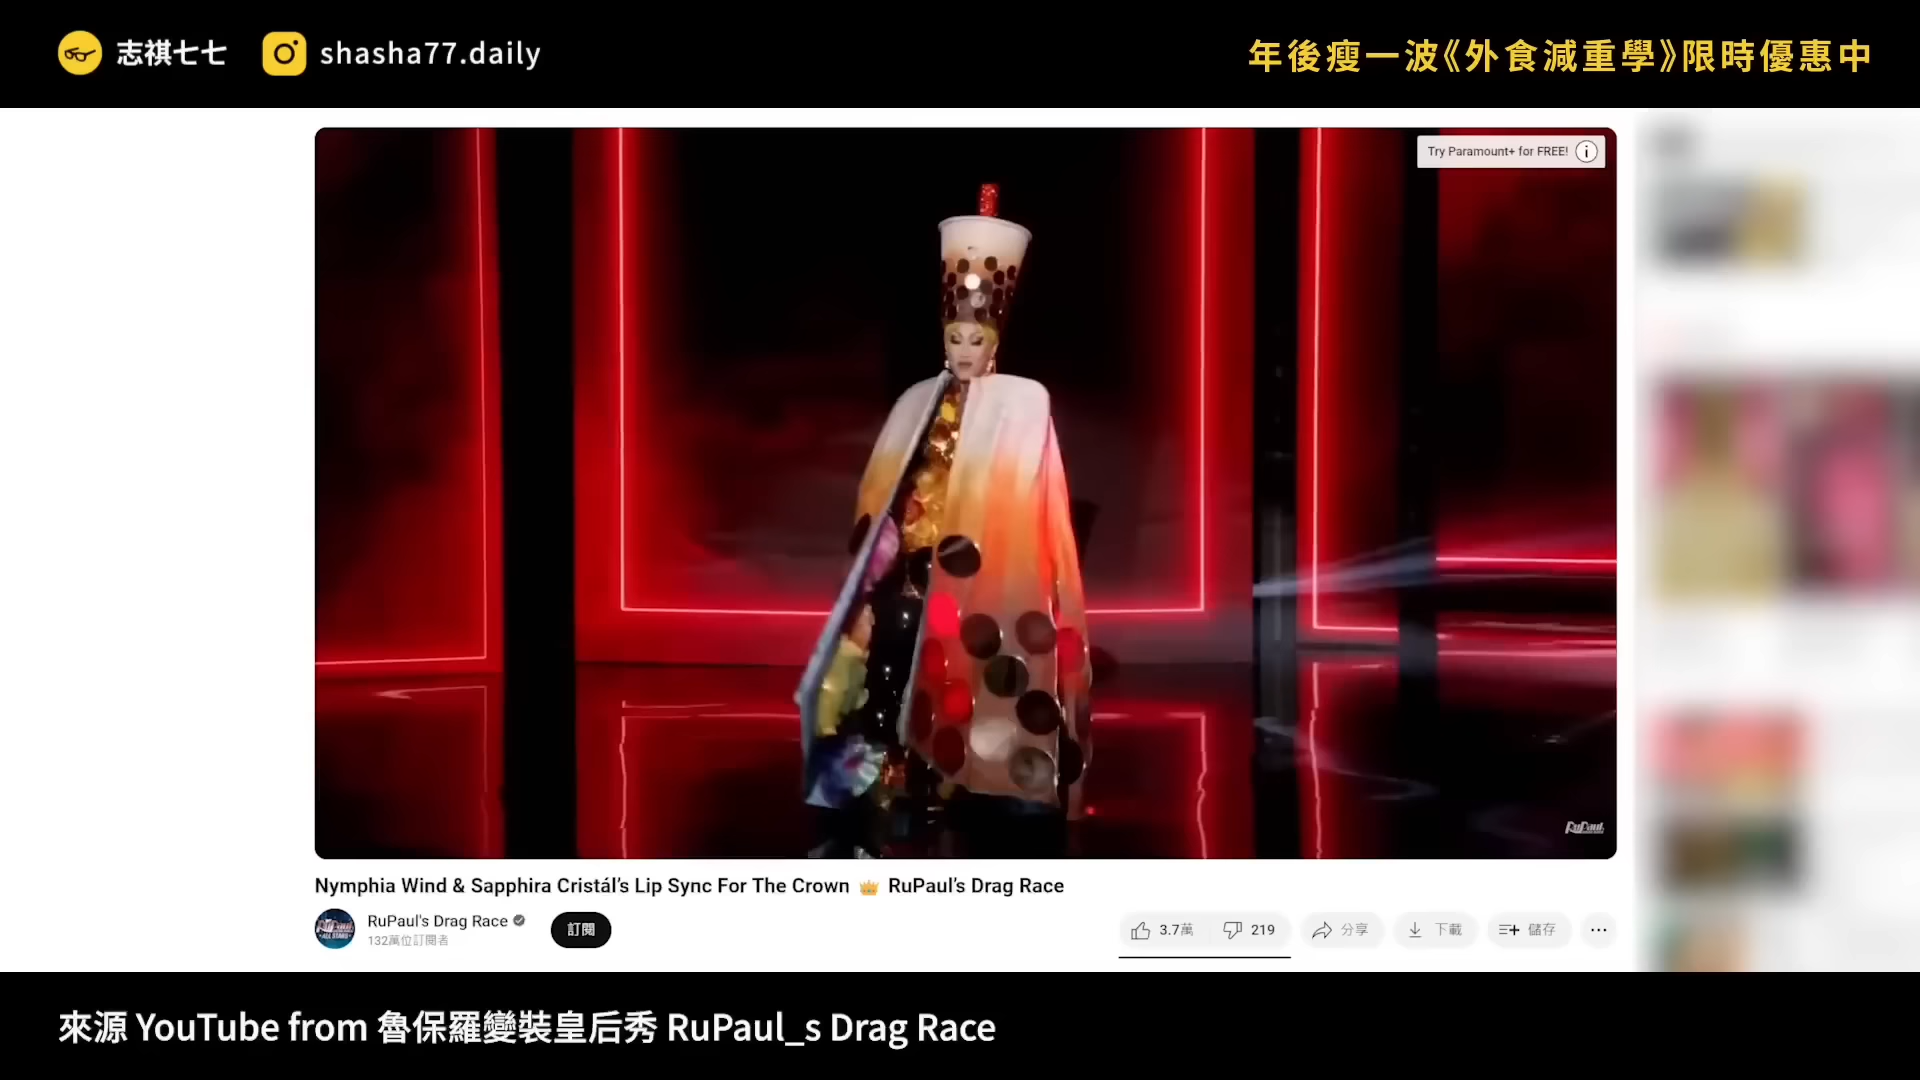 志祺七七 shasha77.daily
年後瘦一波《外食減重學》限時優惠中
Try Paramount+ for FREE!
RuPaul
Nymphia Wind & Sapphira Cristál's Lip Sync For The Crown 👑 RuPaul's Drag Race
RuPaul's Drag Race
132萬位訂閱者
訂閱
3.7萬 219 分享 下載 儲存
來源 YouTube from 魯保羅變裝皇后秀 RuPaul_s Drag Race